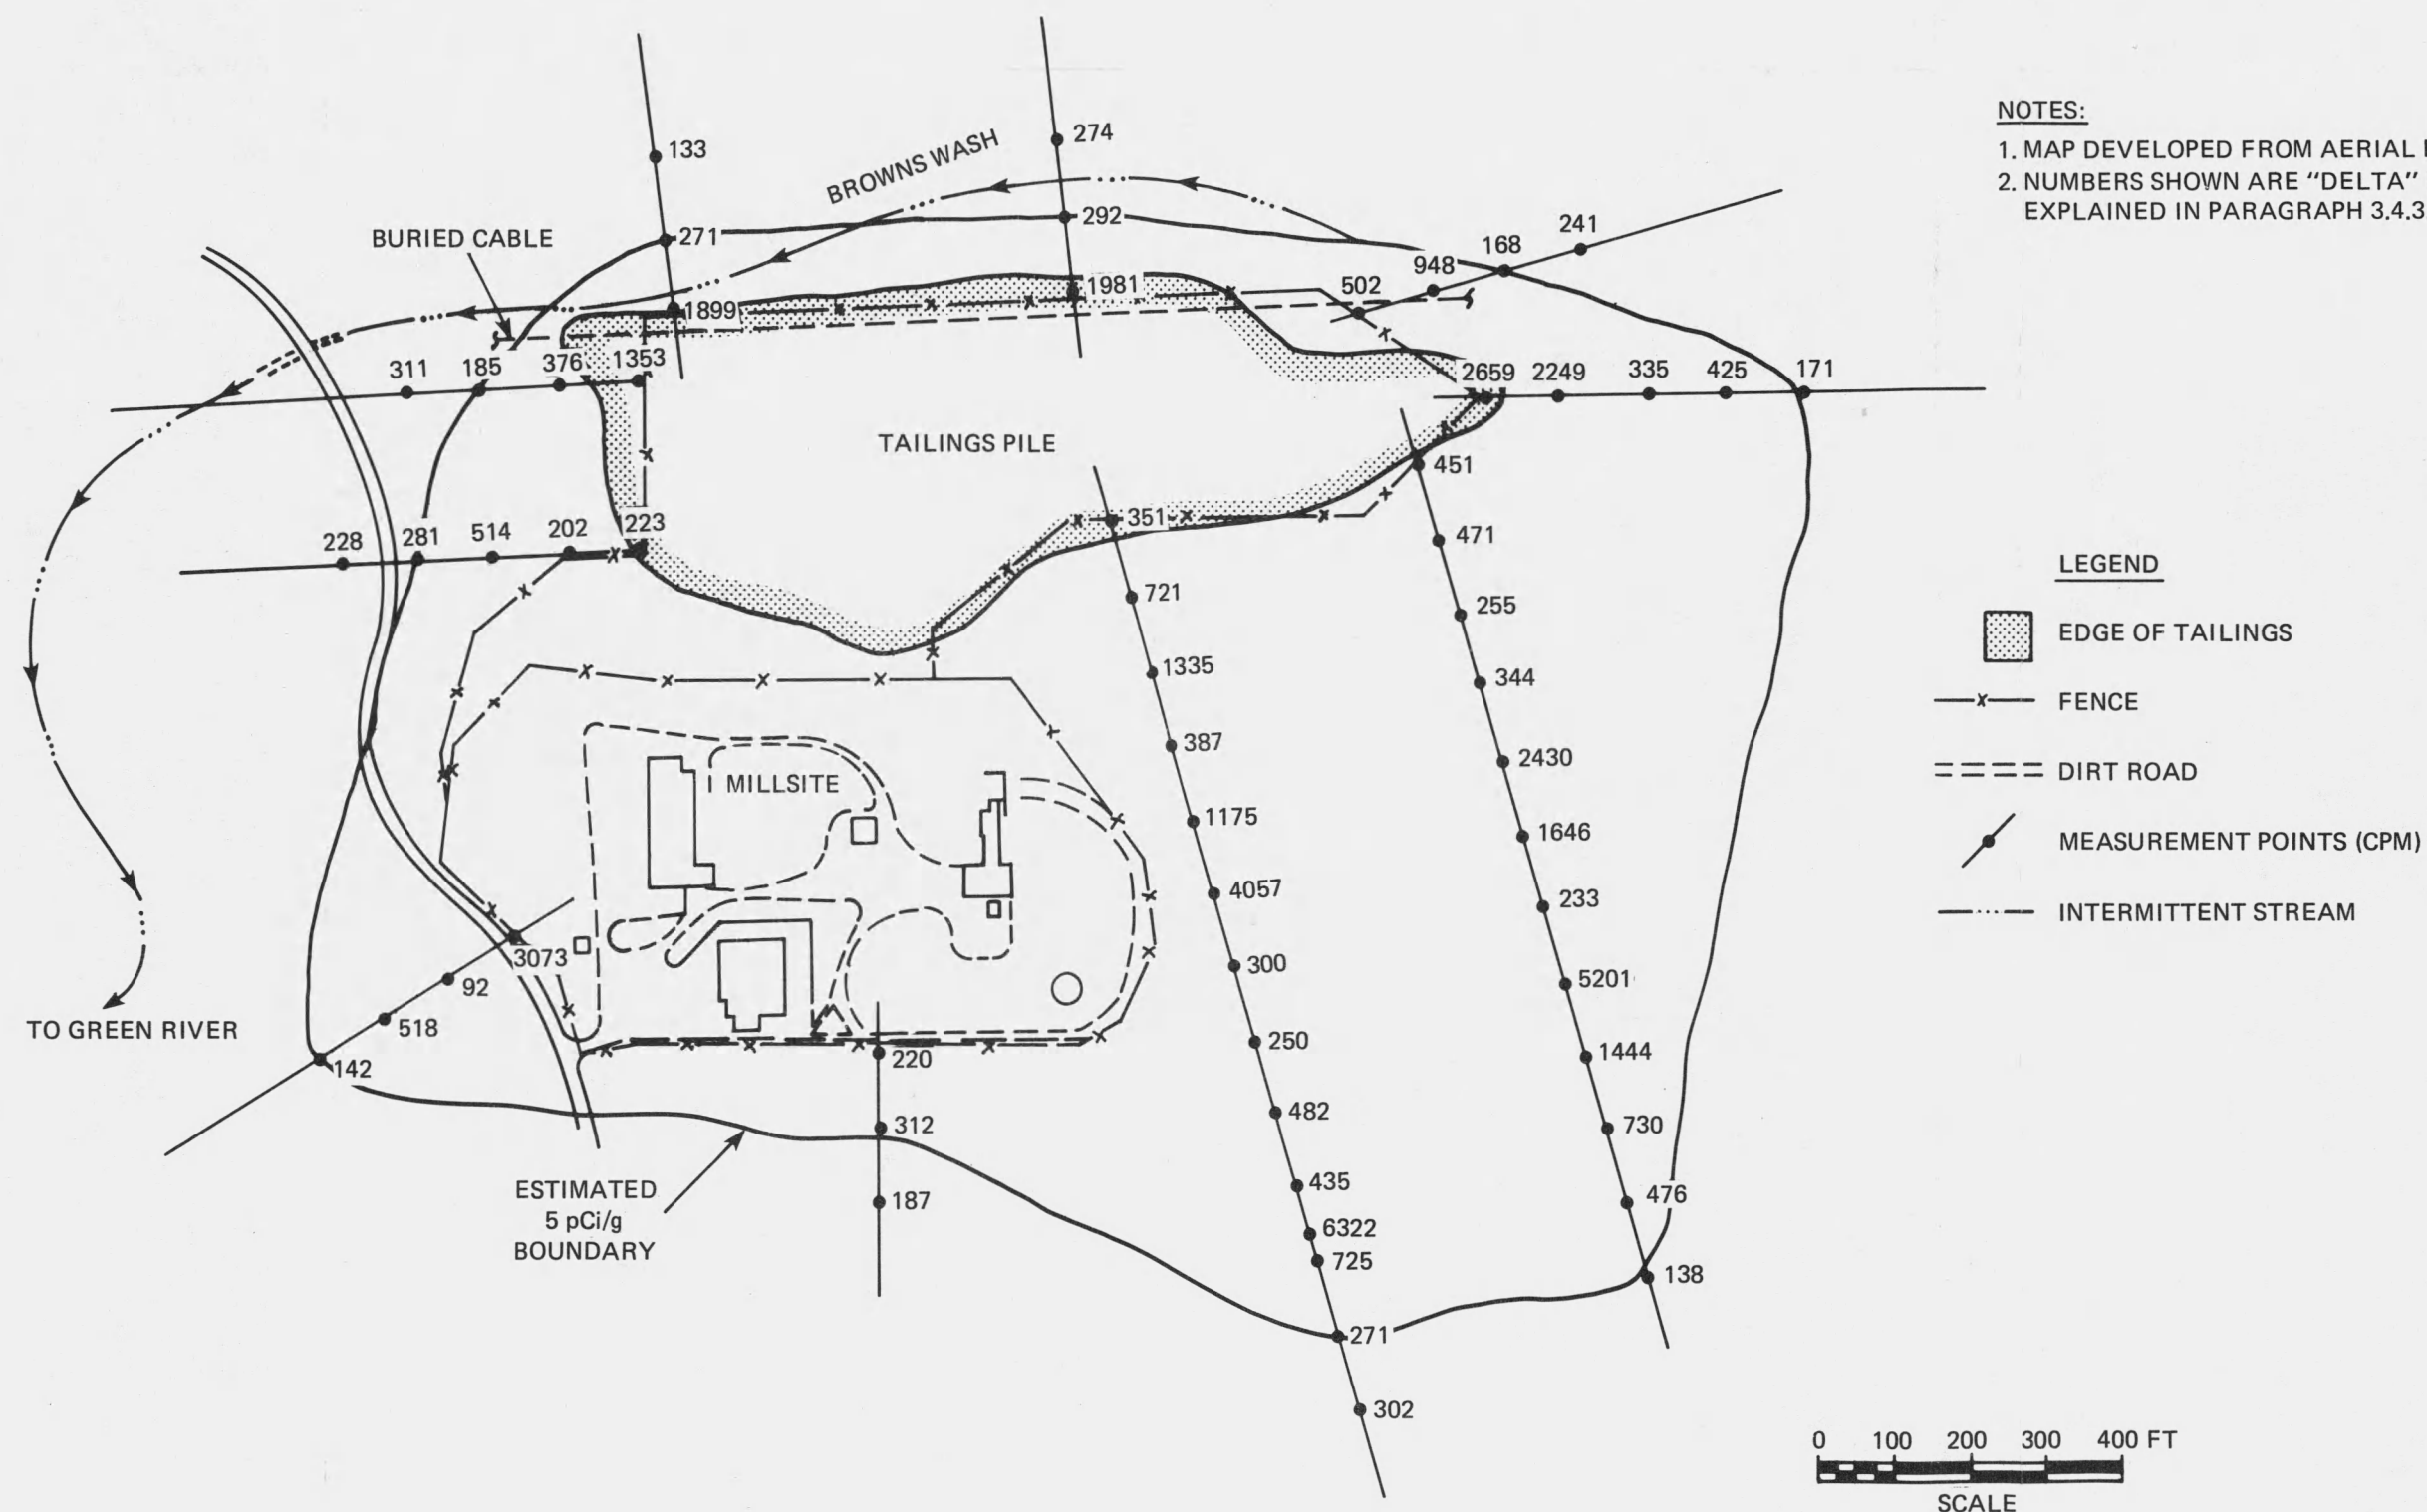 NOTES:
1. MAP DEVELOPED FROM AERIAL
2. NUMBERS SHOWN ARE "DELTA"
EXPLAINED IN PARAGRAPH 3.4.3
133
274
BROWNS WASH
271
292
BURIED CABLE
241
168
948
502
1981
1899
311
185
376
1353
2659
2249
335
425
171
TAILINGS PILE
451
228
281
514
202
223
351
471
721
255
1335
344
387
2430
MILLSITE
1175
1646
4057
233
3073
92
518
142
300
5201
TO GREEN RIVER
220
250
1444
312
482
730
187
435
476
6322
725
138
ESTIMATED
5 pCi/g
BOUNDARY
271
302
LEGEND
EDGE OF TAILINGS
x FENCE
DIRT ROAD
MEASUREMENT POINTS (CPM)
INTERMITTENT STREAM
0 100 200 300 400 FT
SCALE